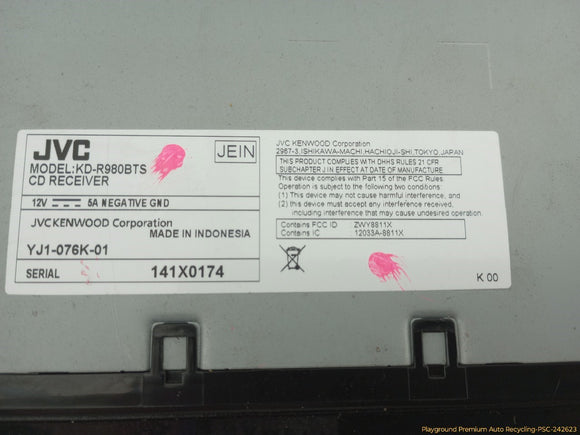 JVC
JEIN
MODEL:KD-R980BTS
CD RECEIVER
12V 5A NEGATIVE GND
JVCKENWOOD Corporation
MADE IN INDONESIA
YJ1-076K-01
SERIAL 141X0174
JVC KENWOOD Corporation
2967-3,ISHIKAWA-MACHI,HACHIOJI-SHI,TOKYO,JAPAN
THIS PRODUCT COMPLIES WITH DHHS RULES 21 CFR
SUBCHAPTER J IN EFFECT AT DATE OF MANUFACTURE
This device complies with Part 15 of the FCC Rules
Operation is subject to the following two conditions:
(1) This device may not cause harmful interference, and
(2) This device must accept any interference received,
including interference that may cause undesired operation.
Contains FCC ID ZWY8811X
Contains IC 12033A-8811X
K.00
Playground Premium Auto Recycling-PSC-242623